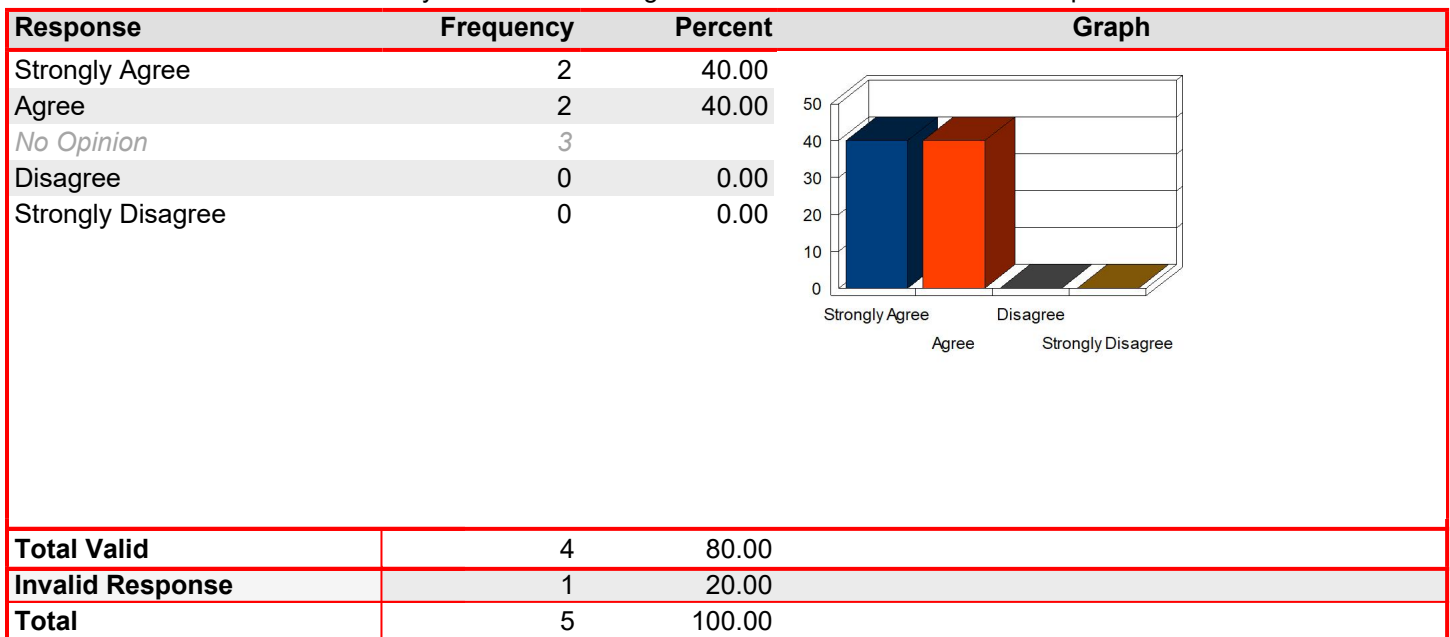 Response Frequency Percent Graph
Strongly Agree 2 40.00
Agree 2 40.00
No Opinion 3
Disagree 0 0.00
Strongly Disagree 0 0.00
50
40
30
20
10
0
Strongly Agree Disagree
Agree Strongly Disagree
Total Valid 4 80.00
Invalid Response 1 20.00
Total 5 100.00